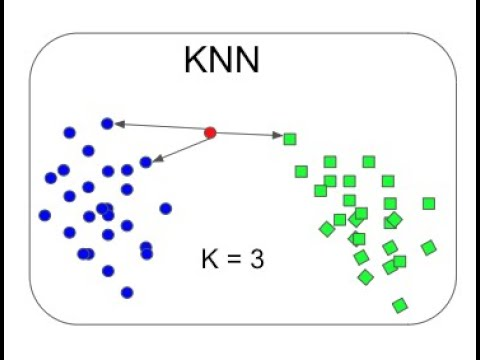 KNN
K = 3